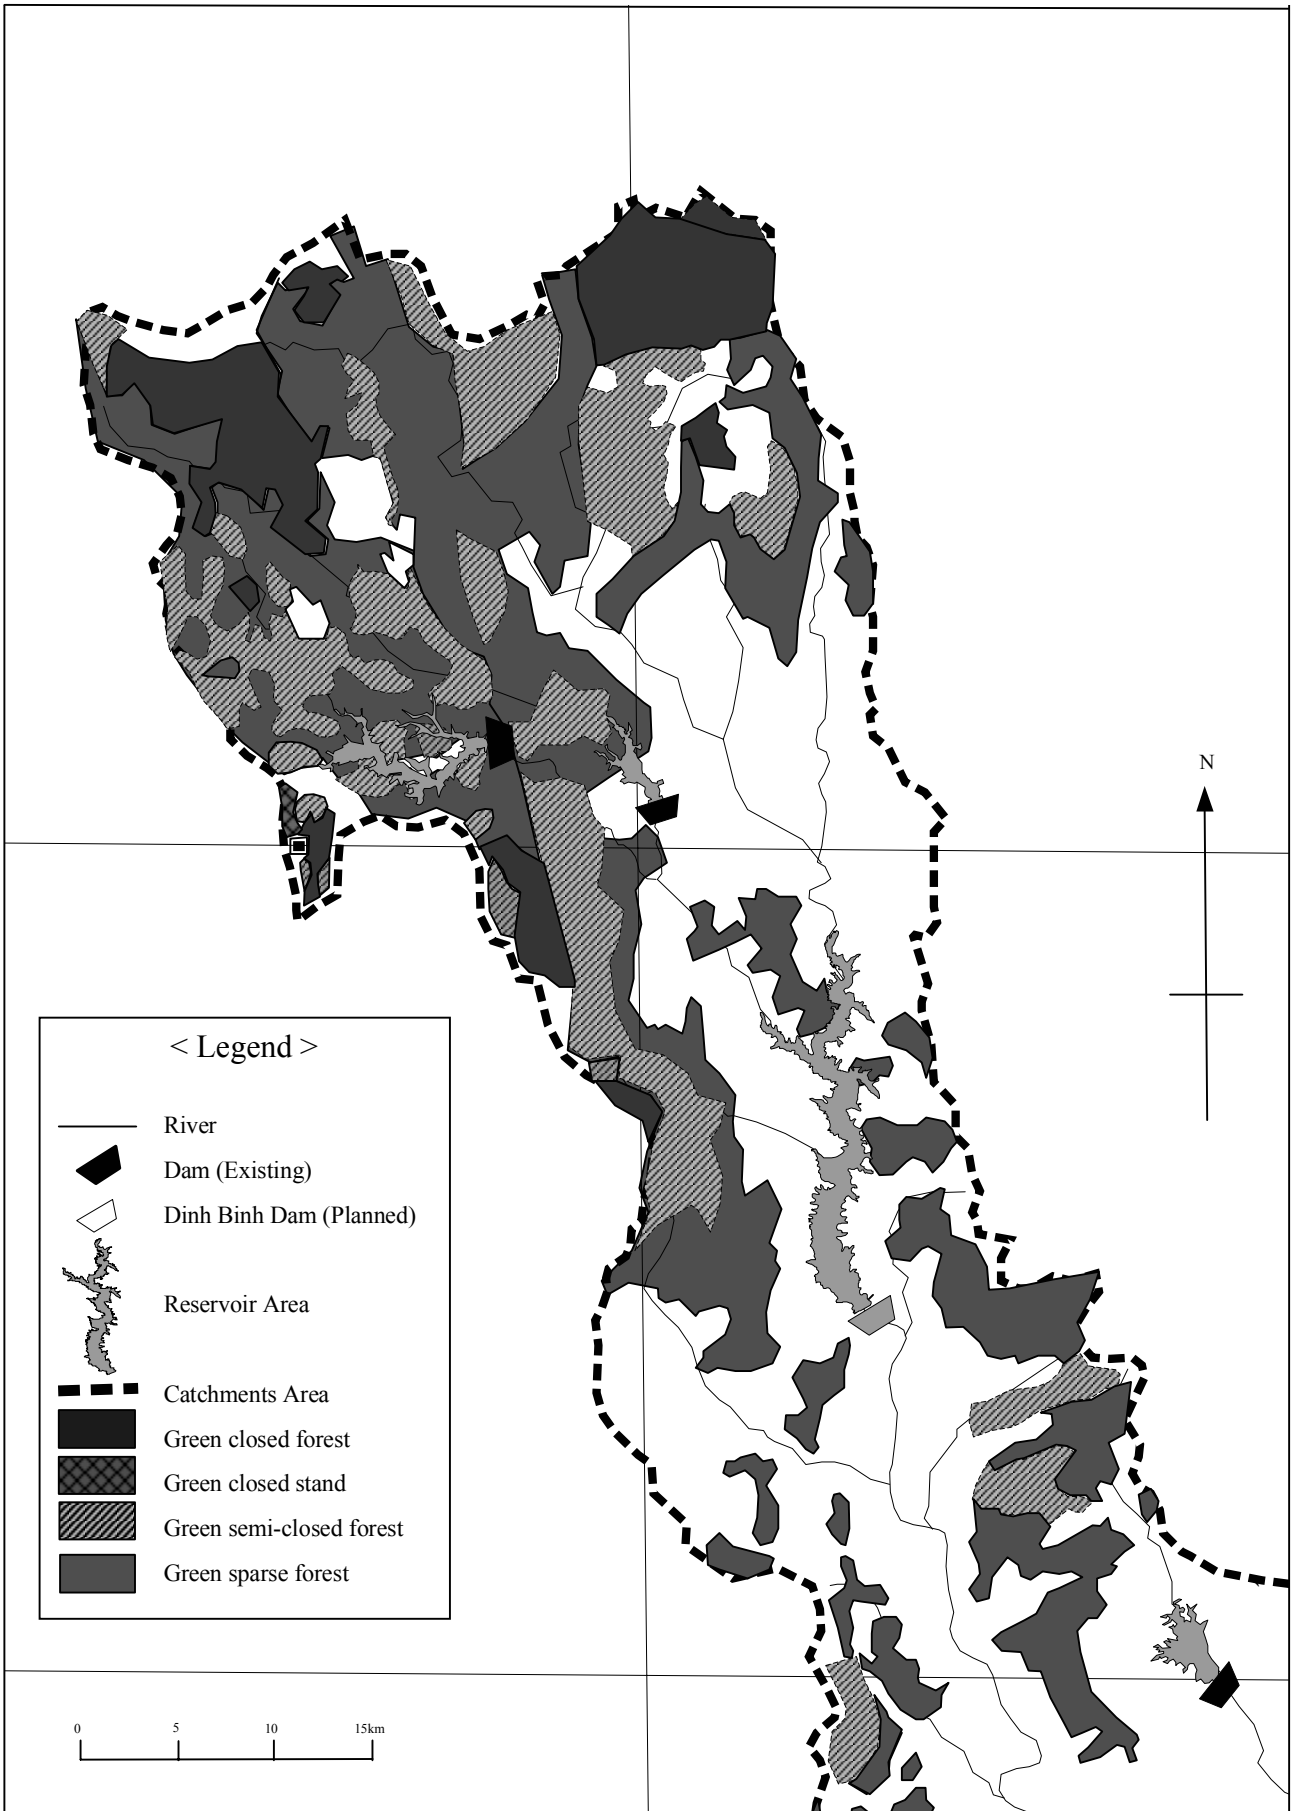 N
< Legend >
River
Dam (Existing)
Dinh Binh Dam (Planned)
Reservoir Area
Catchments Area
Green closed forest
Green closed stand
Green semi-closed forest
Green sparse forest
0 5 10 15km